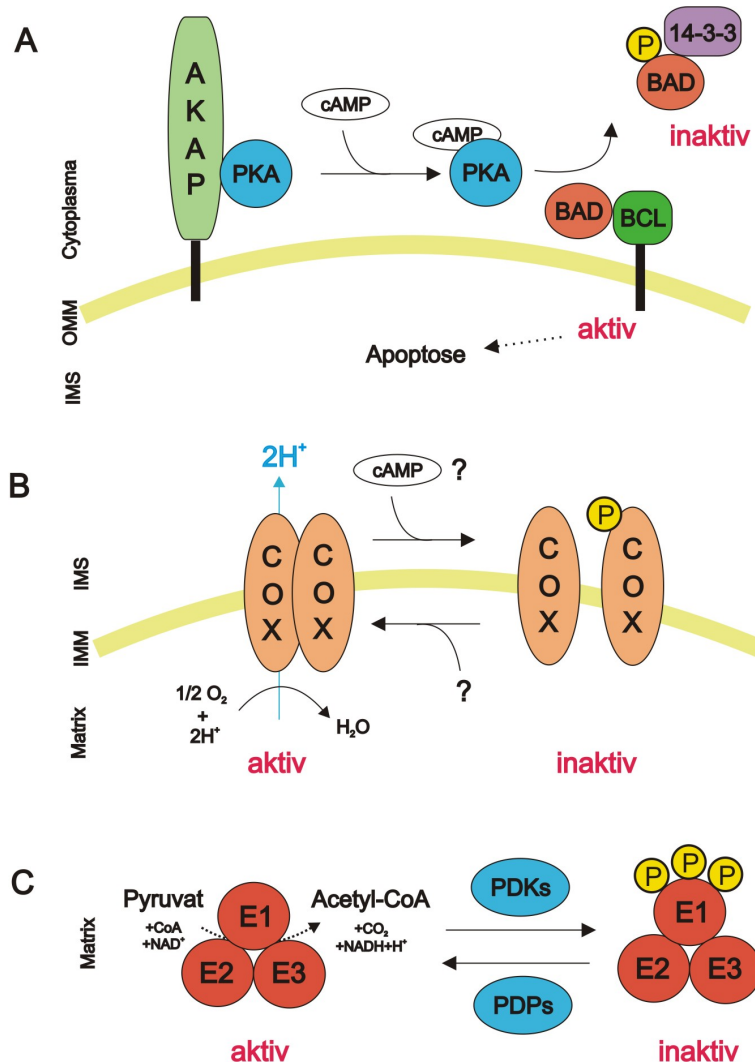 A
AKAP
PKA
cAMP
cAMP
PKA
P
14-3-3
BAD
inaktiv
BAD
BCL
aktiv
Apoptose
Cytoplasma
OMM
IMS
B
2H⁺
COX
COX
cAMP
?
P
COX
COX
?
1/2 O₂
+
2H⁺
H₂O
aktiv
inaktiv
IMS
IMM
Matrix
C
Pyruvat
+CoA
+NAD⁺
E1
E2
E3
Acetyl-CoA
+CO₂
+NADH+H⁺
PDKs
PDPs
P
P
P
E1
E2
E3
Matrix
aktiv
inaktiv